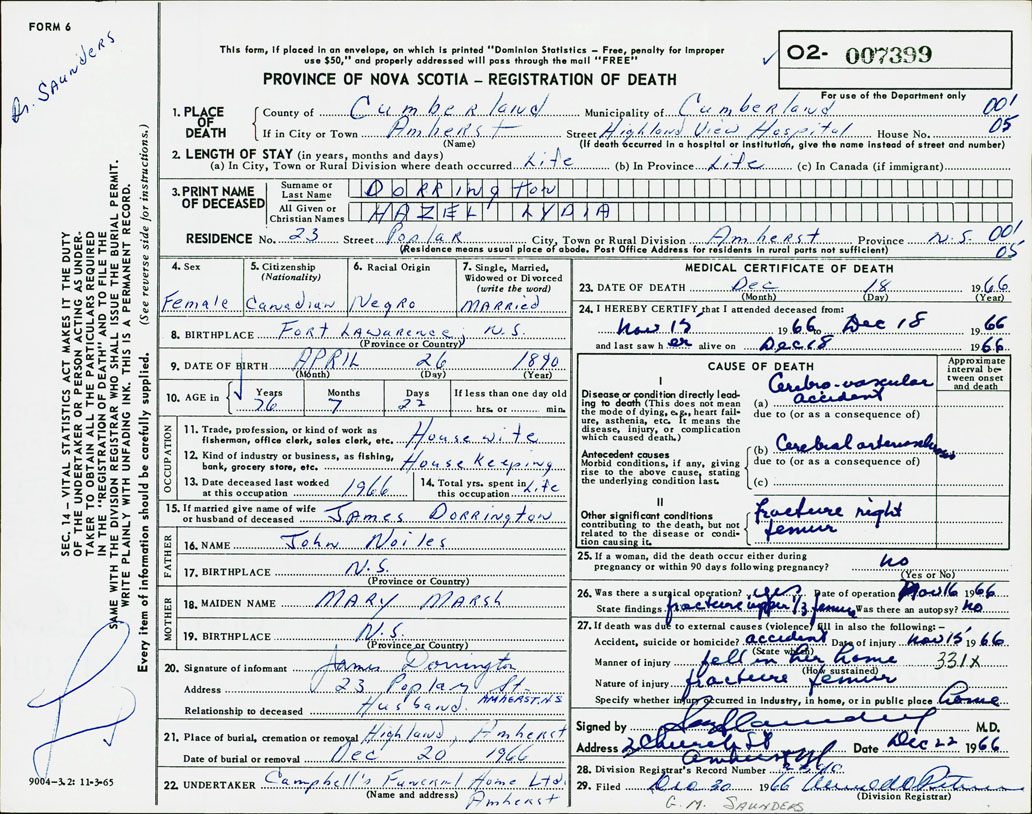 FORM 6
Dr. Saunders
This form, if placed in an envelope, on which is printed "Dominion Statistics – Free, penalty for improper
use $50," and properly addressed will pass through the mail "FREE"
PROVINCE OF NOVA SCOTIA – REGISTRATION OF DEATH
✓ 02- 007399
For use of the Department only
001
05
1. PLACE OF DEATH
County of Cumberland Municipality of Cumberland
If in City or Town Amherst Street Highland View Hospital House No.
(Name) (If death occurred in a hospital or institution, give the name instead of street and number)
2. LENGTH OF STAY (in years, months and days)
(a) In City, Town or Rural Division where death occurred Life (b) In Province Life (c) In Canada (if immigrant)
3. PRINT NAME OF DECEASED
Surname or Last Name DORRINGTON
All Given or Christian Names HAZEL LYDIA
RESIDENCE No. 23 Street Poplar City, Town or Rural Division Amherst Province N.S. 001
(Residence means usual place of abode. Post Office Address for residents in rural parts not sufficient) 05
4. Sex
Female
5. Citizenship
(Nationality)
Canadian
6. Racial Origin
Negro
7. Single, Married,
Widowed or Divorced
(write the word)
MARRied
8. BIRTHPLACE Fort Lawrence, N.S.
(Province or Country)
9. DATE OF BIRTH APRIL 26 1890
(Month) (Day) (Year)
10. AGE in Years Months Days If less than one day old
76 7 22 hrs. or min.
OCCUPATION
11. Trade, profession, or kind of work as
fisherman, office clerk, sales clerk, etc. House wife
12. Kind of industry or business, as fishing,
bank, grocery store, etc. House Keeping
13. Date deceased last worked
at this occupation 1966
14. Total yrs. spent in
this occupation Life
15. If married give name of wife
or husband of deceased James Dorrington
FATHER
16. NAME John Noiles
17. BIRTHPLACE N.S.
(Province or Country)
MOTHER
18. MAIDEN NAME MARY MARSH
19. BIRTHPLACE N.S.
(Province or Country)
20. Signature of informant James Dorrington
Address 23 Poplar St. AMHERST, N.S
Relationship to deceased Husband.
21. Place of burial, cremation or removal Highland, Amherst
Date of burial or removal Dec 20 1966
22. UNDERTAKER Campbell's Funeral Home Ltd.
(Name and address) Amherst
MEDICAL CERTIFICATE OF DEATH
23. DATE OF DEATH Dec 18 1966
(Month) (Day) (Year)
24. I HEREBY CERTIFY that I attended deceased from:
Nov 15 1966 to Dec 18 1966
and last saw her alive on Dec 18 1966
CAUSE OF DEATH
Approximate interval between onset and death
I
Disease or condition directly leading to death (This does not mean the mode of dying, e.g., heart failure, asthenia, etc. It means the disease, injury, or complication which caused death.)
(a) Cerebro-vascular accident
due to (or as a consequence of)
Antecedent causes
Morbid conditions, if any, giving rise to the above cause, stating the underlying condition last.
(b) Cerebral arteriosclerosis
due to (or as a consequence of)
(c)
II
Other significant conditions
contributing to the death, but not related to the disease or condition causing it.
fracture right
femur
25. If a woman, did the death occur either during
pregnancy or within 90 days following pregnancy? no
(Yes or No)
26. Was there a surgical operation? yes Date of operation Nov 16 1966
State findings fracture upper 1/3 femur Was there an autopsy? no
27. If death was due to external causes (violence) fill in also the following:–
Accident, suicide or homicide? accident Date of injury Nov 15 1966
(State which)
Manner of injury fell in her home 331X
(How sustained)
Nature of injury fracture femur
Specify whether injury occurred in Industry, in home, or in public place home
Signed by M.D.
Address 3 Church St Date Dec 22 1966
Amherst NS
28. Division Registrar's Record Number
29. Filed Dec 30 1966
(Division Registrar)
G. M. SAUNDERS
SEC. 14 – VITAL STATISTICS ACT MAKES IT THE DUTY
OF THE UNDERTAKER OR PERSON ACTING AS UNDER-
TAKER TO OBTAIN ALL THE PARTICULARS REQUIRED
IN THE "REGISTRATION OF DEATH" AND TO FILE THE
SAME WITH THE DIVISION REGISTRAR WHO SHALL ISSUE THE BURIAL PERMIT.
WRITE PLAINLY WITH UNFADING INK. THIS IS A PERMANENT RECORD.
Every item of information should be carefully supplied. (See reverse side for instructions.)
9004-3.2: 11-3-65